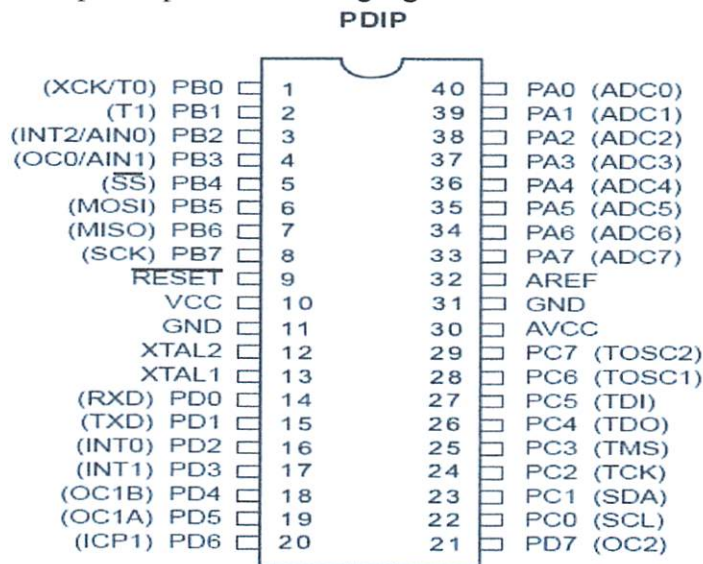 PDIP
(XCK/T0) PB0 1 40 PA0 (ADC0)
(T1) PB1 2 39 PA1 (ADC1)
(INT2/AIN0) PB2 3 38 PA2 (ADC2)
(OC0/AIN1) PB3 4 37 PA3 (ADC3)
(SS) PB4 5 36 PA4 (ADC4)
(MOSI) PB5 6 35 PA5 (ADC5)
(MISO) PB6 7 34 PA6 (ADC6)
(SCK) PB7 8 33 PA7 (ADC7)
RESET 9 32 AREF
VCC 10 31 GND
GND 11 30 AVCC
XTAL2 12 29 PC7 (TOSC2)
XTAL1 13 28 PC6 (TOSC1)
(RXD) PD0 14 27 PC5 (TDI)
(TXD) PD1 15 26 PC4 (TDO)
(INT0) PD2 16 25 PC3 (TMS)
(INT1) PD3 17 24 PC2 (TCK)
(OC1B) PD4 18 23 PC1 (SDA)
(OC1A) PD5 19 22 PC0 (SCL)
(ICP1) PD6 20 21 PD7 (OC2)